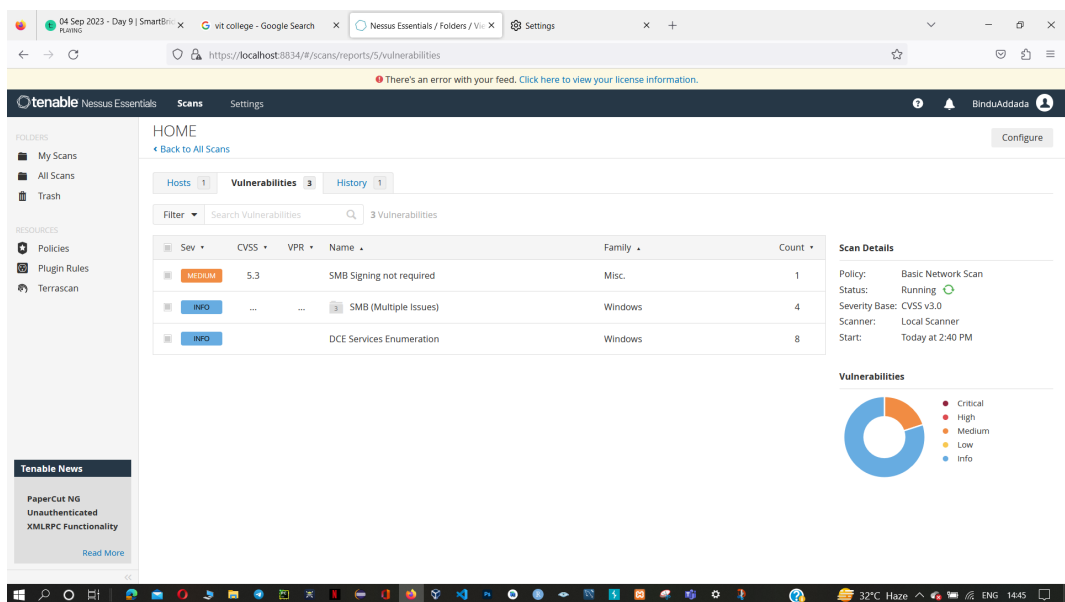 04 Sep 2023 - Day 9 | SmartBric
PLAYING
vit college - Google Search
Nessus Essentials / Folders / Vie
Settings
https://localhost:8834/#/scans/reports/5/vulnerabilities
There's an error with your feed. Click here to view your license information.
tenable Nessus Essentials
Scans
Settings
BinduAddada
FOLDERS
My Scans
All Scans
Trash
RESOURCES
Policies
Plugin Rules
Terrascan
HOME
Back to All Scans
Configure
Hosts 1
Vulnerabilities 3
History 1
Filter
Search Vulnerabilities
3 Vulnerabilities
Sev CVSS VPR Name Family Count
MEDIUM 5.3 SMB Signing not required Misc. 1
INFO ... ... 3 SMB (Multiple Issues) Windows 4
INFO DCE Services Enumeration Windows 8
Scan Details
Policy: Basic Network Scan
Status: Running
Severity Base: CVSS v3.0
Scanner: Local Scanner
Start: Today at 2:40 PM
Vulnerabilities
Critical
High
Medium
Low
Info
Tenable News
PaperCut NG
Unauthenticated
XMLRPC Functionality
Read More
32°C Haze
ENG
1445